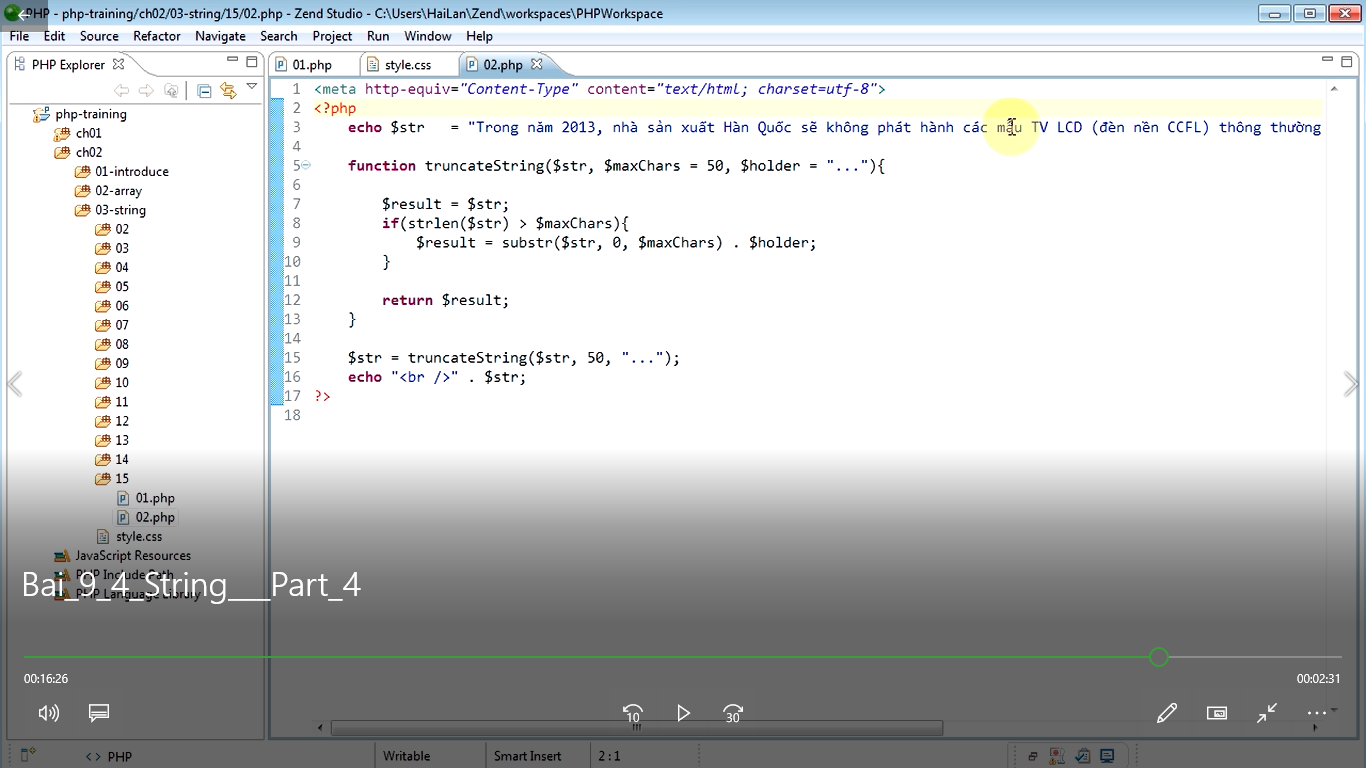 PHP - php-training/ch02/03-string/15/02.php - Zend Studio - C:\Users\HaiLan\Zend\workspaces\PHPWorkspace
File Edit Source Refactor Navigate Search Project Run Window Help
PHP Explorer
01.php style.css 02.php
php-training
ch01
ch02
01-introduce
02-array
03-string
02
03
04
05
06
07
08
09
10
11
12
13
14
15
01.php
02.php
style.css
JavaScript Resources
PHP Include Path
PHP Language Library
1 <meta http-equiv="Content-Type" content="text/html; charset=utf-8">
2 <?php
3 echo $str = "Trong năm 2013, nhà sản xuất Hàn Quốc sẽ không phát hành các mẫu TV LCD (đèn nền CCFL) thông thường
4
5 function truncateString($str, $maxChars = 50, $holder = "..."){
6
7 $result = $str;
8 if(strlen($str) > $maxChars){
9 $result = substr($str, 0, $maxChars) . $holder;
10 }
11
12 return $result;
13 }
14
15 $str = truncateString($str, 50, "...");
16 echo "<br />" . $str;
17 ?>
18
Bai_9_4_String___Part_4
00:16:26 00:02:31
10 30
<> PHP Writable Smart Insert 2:1